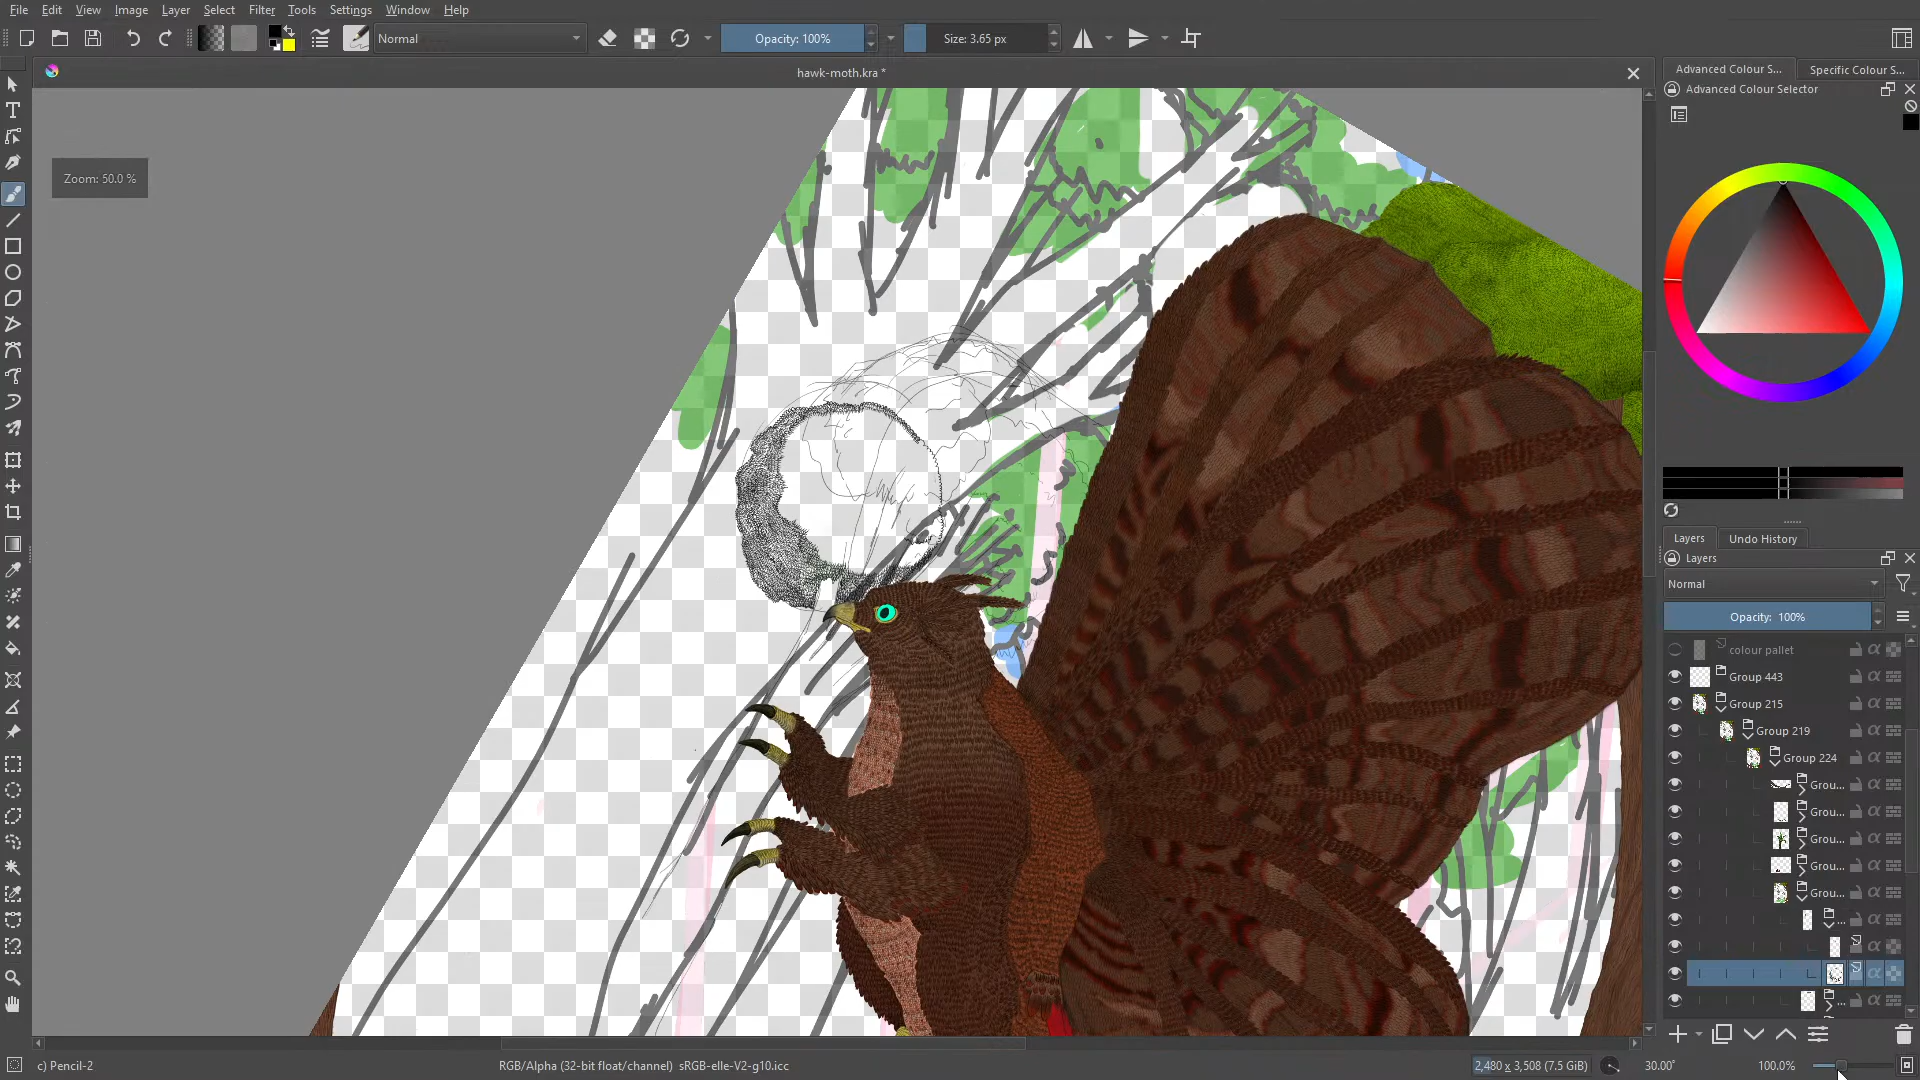 File Edit View Image Layer Select Filter Tools Settings Window Help
Normal
Opacity: 100%
Size: 3.65 px
hawk-moth.kra *
Advanced Colour S...
Specific Colour S...
Advanced Colour Selector
Zoom: 50.0 %
Layers
Undo History
Layers
Normal
Opacity: 100%
colour pallet
Group 443
Group 215
Group 219
Group 224
Grou...
Grou...
Grou...
Grou...
Grou...
...
...
c) Pencil-2
RGB/Alpha (32-bit float/channel) sRGB-elle-V2-g10.icc
2,480 x 3,508 (7.5 GiB)
30.00°
100.0%